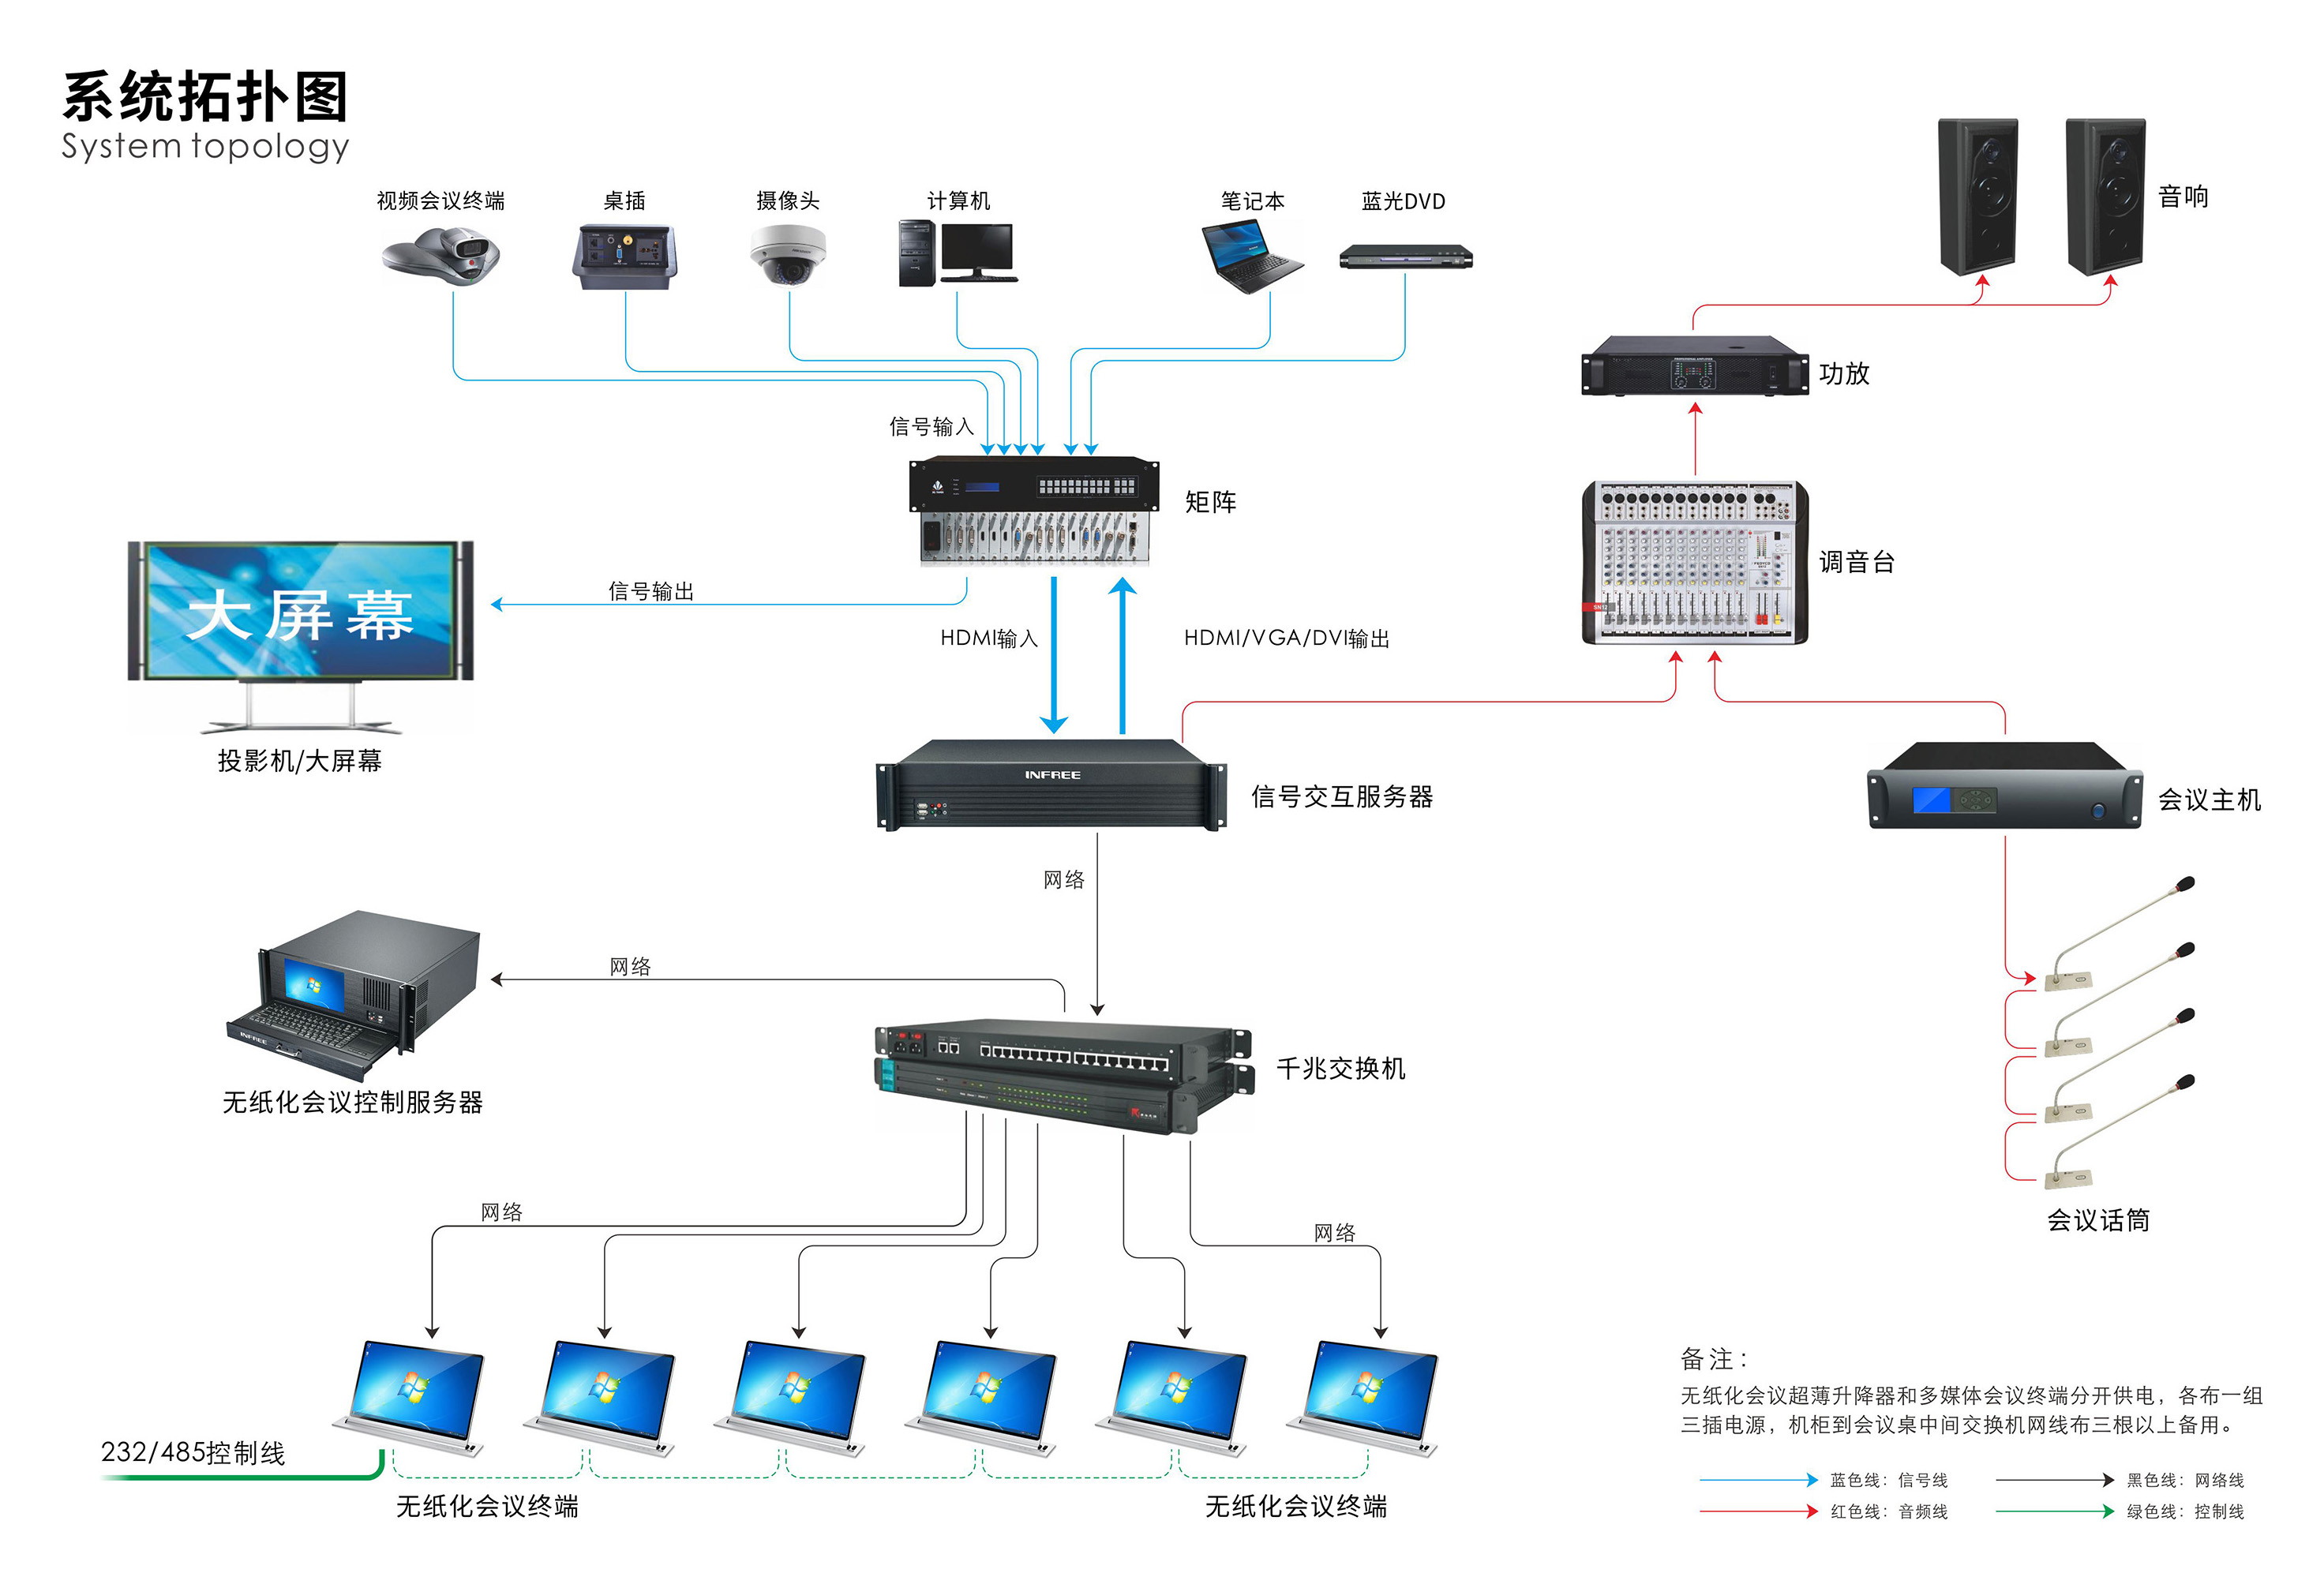 系统拓扑图
System topology
视频会议终端
桌插
摄像头
计算机
笔记本
蓝光DVD
音响
功放
信号输入
矩阵
调音台
大屏幕
信号输出
HDMI输入
HDMI/VGA/DVI输出
投影机/大屏幕
INFREE
信号交互服务器
会议主机
网络
网络
INFREE
无纸化会议控制服务器
千兆交换机
会议话筒
网络
网络
232/485控制线
无纸化会议终端
无纸化会议终端
备注：
无纸化会议超薄升降器和多媒体会议终端分开供电，各布一组
三插电源，机柜到会议桌中间交换机网线布三根以上备用。
蓝色线：信号线
黑色线：网络线
红色线：音频线
绿色线：控制线